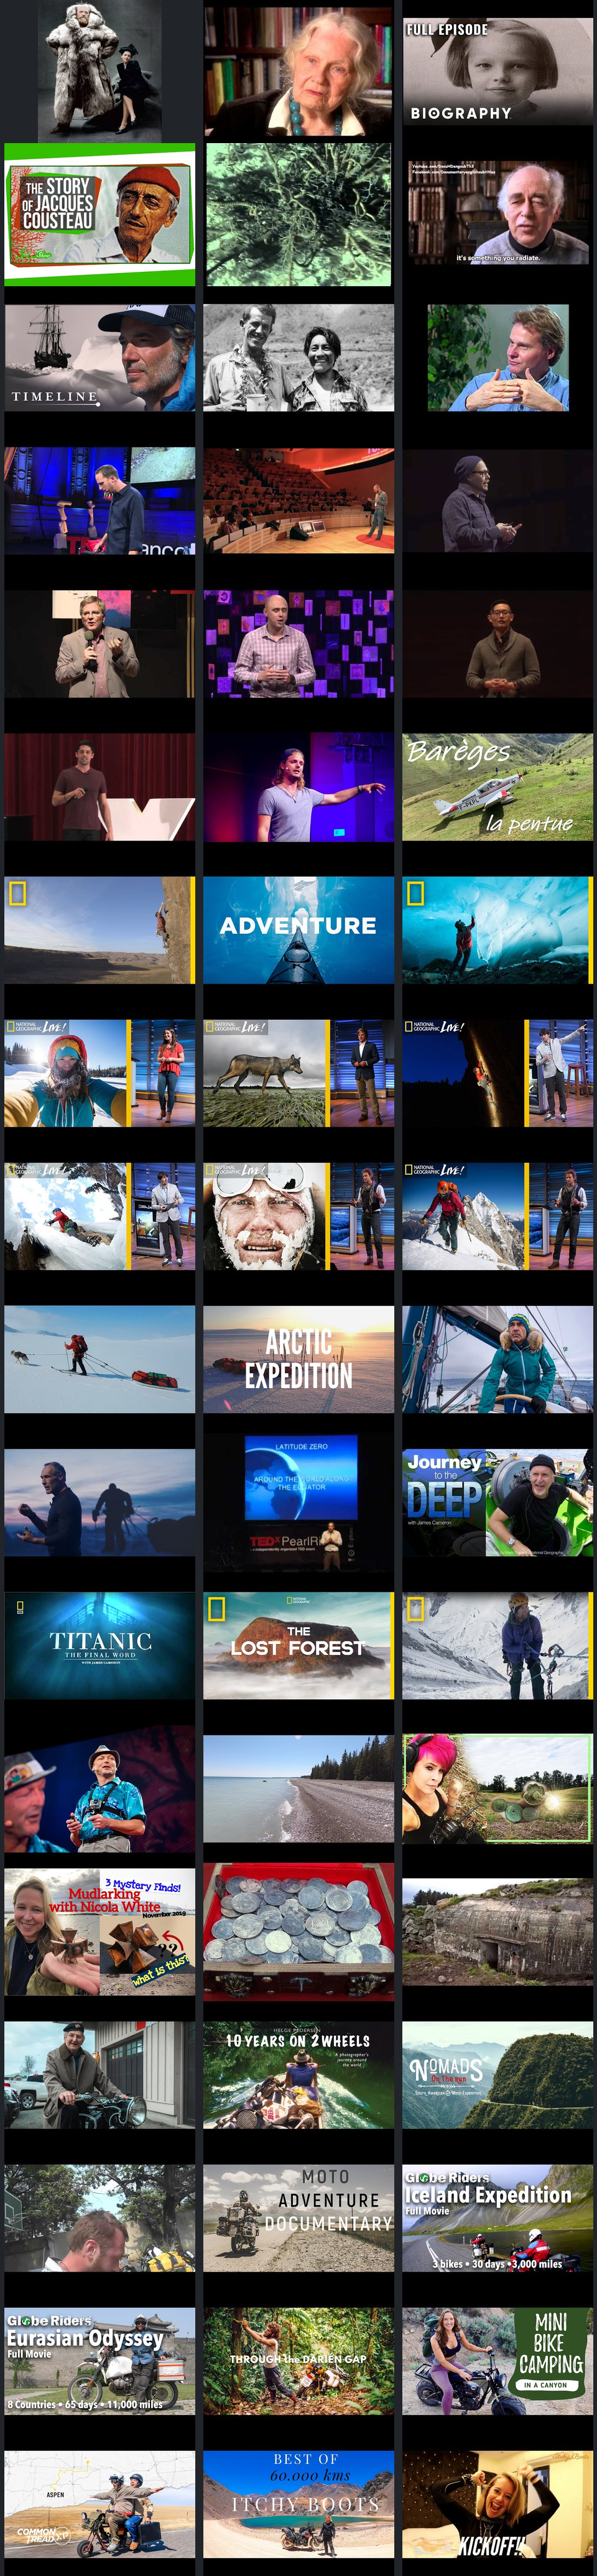 FULL EPISODE
BIOGRAPHY
THE STORY
OF JACQUES
COUSTEAU
it's something you radiate.
TIMELINE
Barèges
la pentue
ADVENTURE
NATIONAL
GEOGRAPHIC LIVE!
NATIONAL
GEOGRAPHIC LIVE!
NATIONAL
GEOGRAPHIC LIVE!
NATIONAL
GEOGRAPHIC LIVE!
NATIONAL
GEOGRAPHIC LIVE!
NATIONAL
GEOGRAPHIC LIVE!
ARCTIC
EXPEDITION
LATITUDE ZERO
AROUND THE WORLD ALONG
THE EQUATOR
TEDxPearlRi
Journey
to the
DEEP
with James Cameron
TITANIC
THE FINAL WORD
WITH JAMES CAMERON
NATIONAL
GEOGRAPHIC
THE
LOST FOREST
3 Mystery Finds!
Mudlarking
with Nicola White
November 2019
??
what is this?
HELGE PEDERSEN
10 YEARS ON 2 WHEELS
A photographer's
journey around
the world
NOMADS
On the run
MOTO
ADVENTURE
DOCUMENTARY
Globe Riders
Iceland Expedition
Full Movie
3 bikes • 30 days • 3,000 miles
Globe Riders
Eurasian Odyssey
Full Movie
8 Countries • 65 days • 11,000 miles
THROUGH the DARIEN GAP
MINI
BIKE
CAMPING
IN A CANYON
ASPEN
COMMON
TREAD
BEST OF
60.000 kms
ITCHY BOOTS
KICKOFF!!